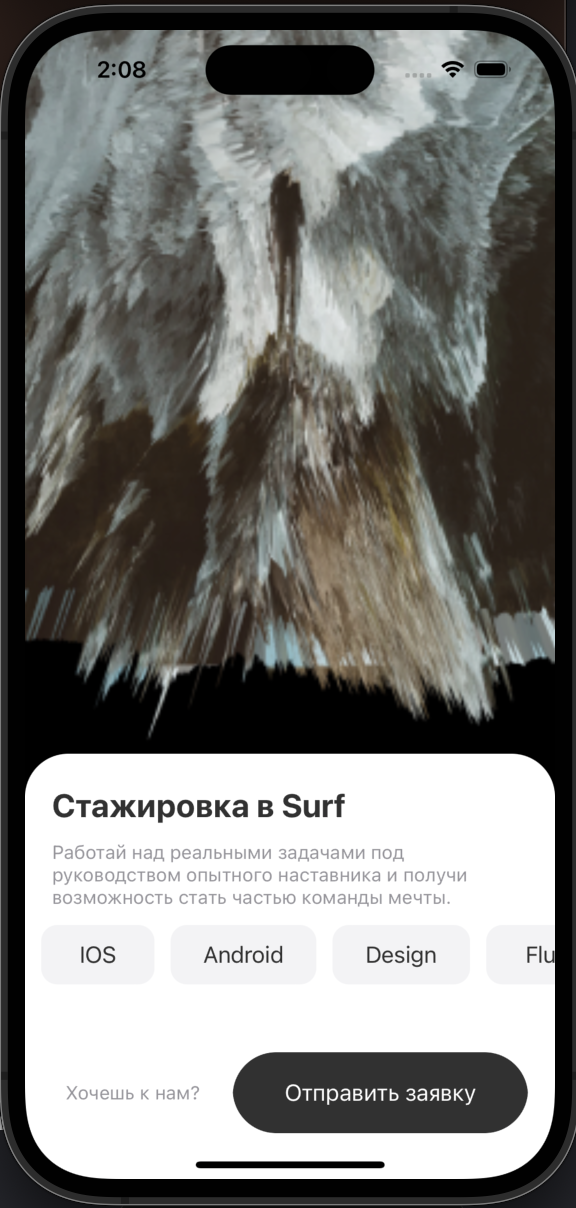 2:08
Стажировка в Surf
Работай над реальными задачами под
руководством опытного наставника и получи
возможность стать частью команды мечты.
IOS Android Design Flu
Хочешь к нам? Отправить заявку